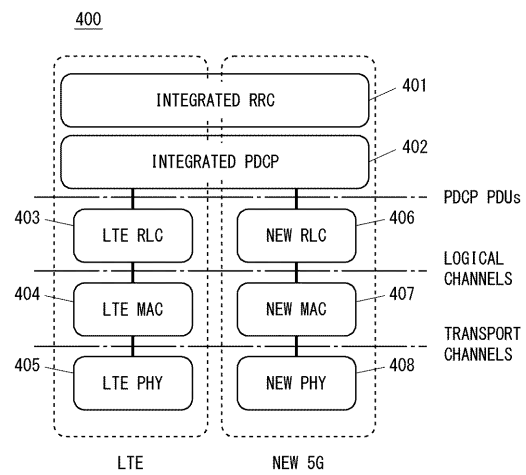 400
INTEGRATED RRC
401
INTEGRATED PDCP
402
PDCP PDUs
403
LTE RLC
NEW RLC
406
LOGICAL
CHANNELS
404
LTE MAC
NEW MAC
407
TRANSPORT
CHANNELS
405
LTE PHY
NEW PHY
408
LTE
NEW 5G